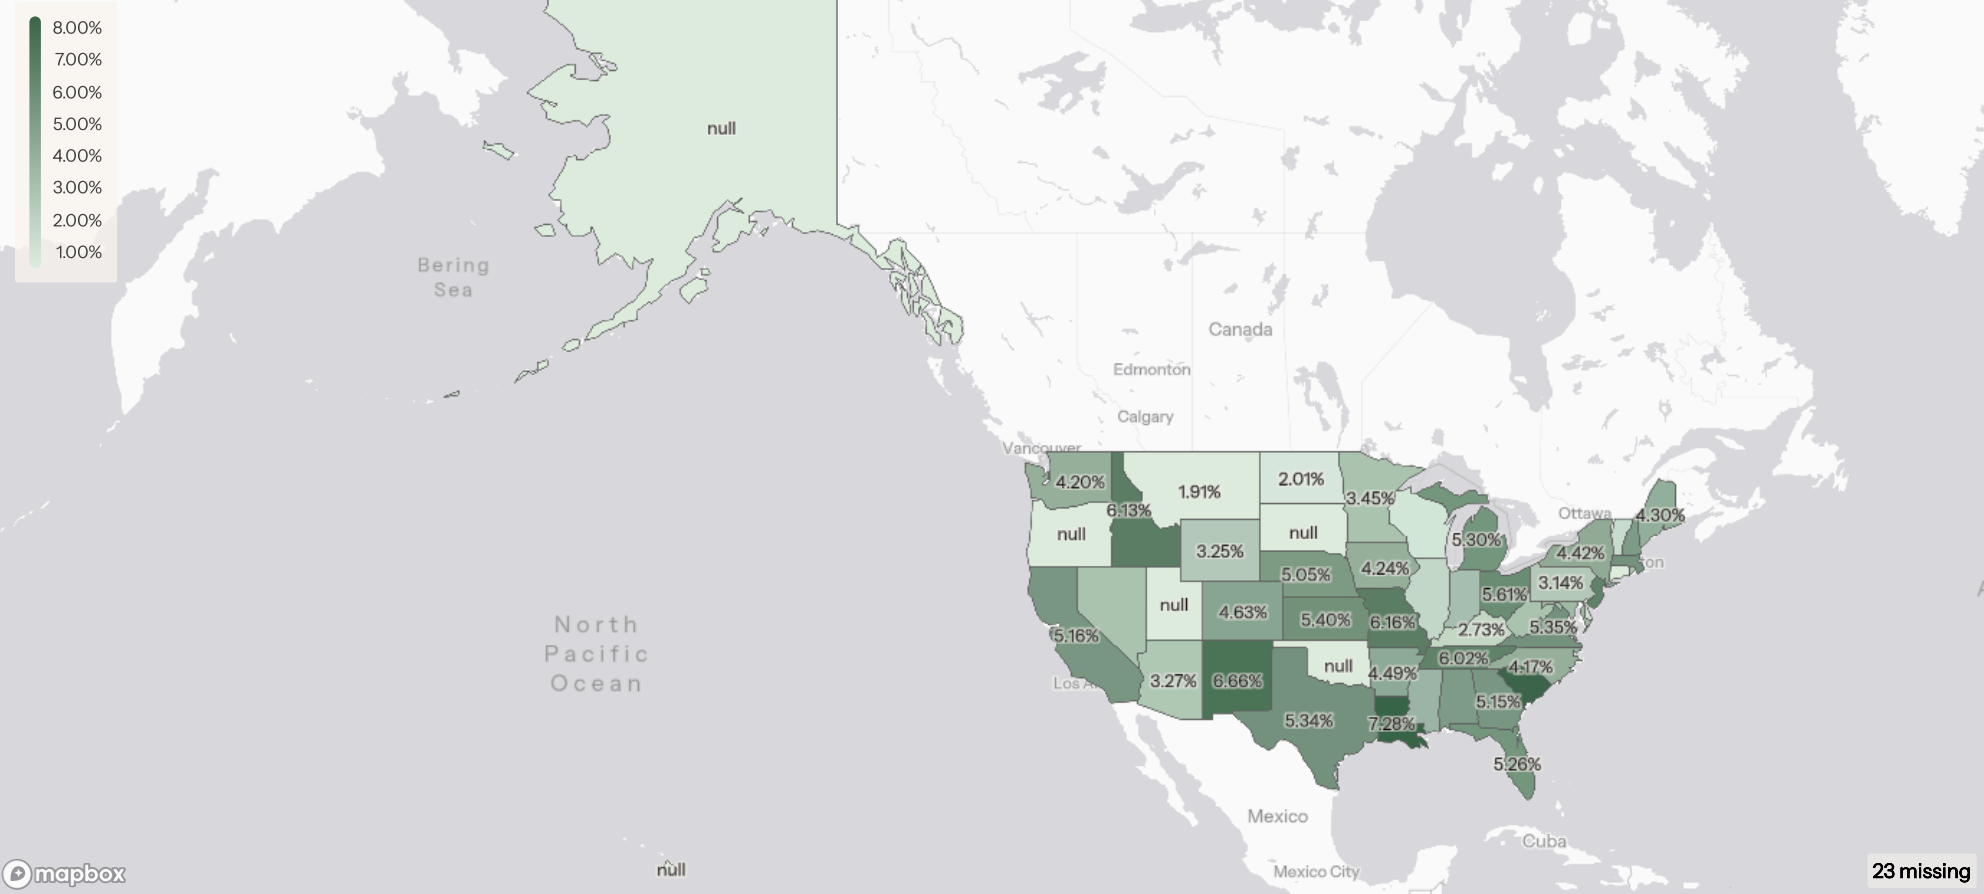 8.00%
7.00%
6.00%
5.00%
4.00%
3.00%
2.00%
1.00%
null
Bering
Sea
Canada
Edmonton
Calgary
Vancouver
4.20%
1.91%
2.01%
3.45%
6.13%
Ottawa
4.30%
null
3.25%
null
5.30%
4.42%
ton
5.05%
4.24%
3.14%
null
4.63%
5.40%
6.16%
5.61%
North
Pacific
Ocean
5.16%
2.73%
5.35%
Los A
3.27%
6.66%
null
4.49%
6.02%
4.17%
5.34%
7.28%
5.15%
5.26%
Mexico
Cuba
Mexico City
null
mapbox
23 missing